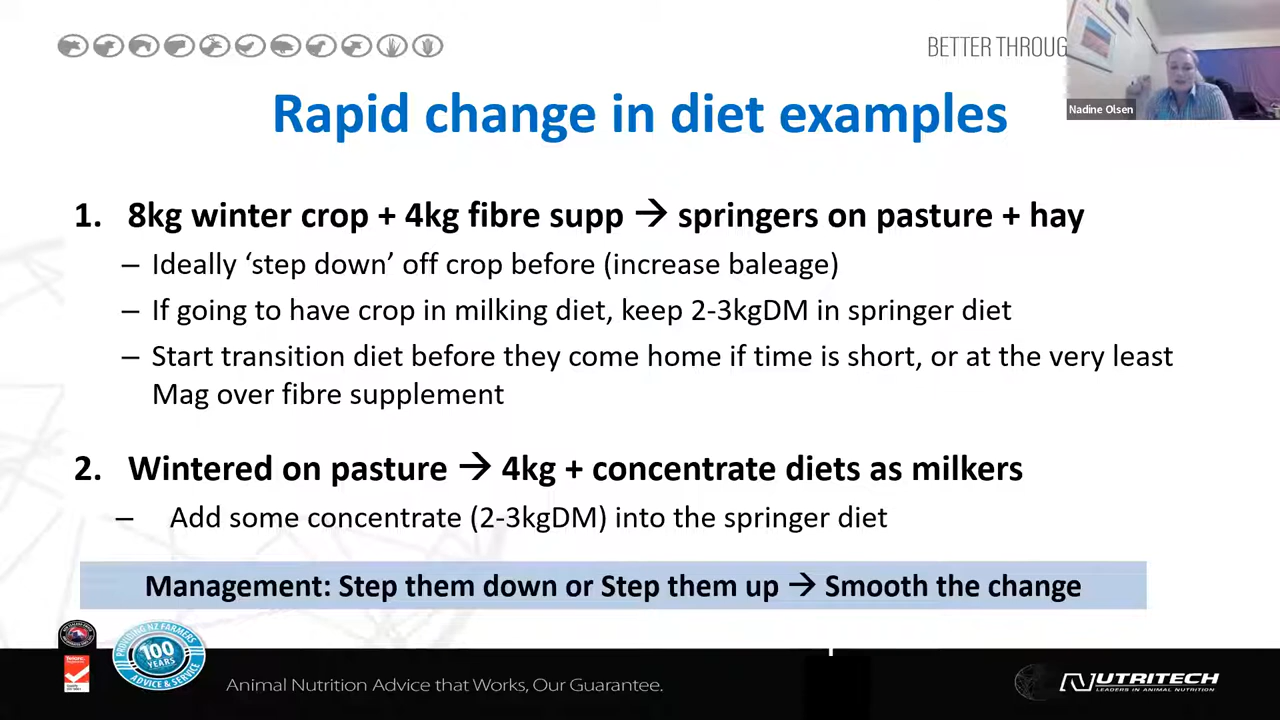 BETTER THROUG
Nadine Olsen
Rapid change in diet examples
1. 8kg winter crop + 4kg fibre supp → springers on pasture + hay
– Ideally ‘step down’ off crop before (increase baleage)
– If going to have crop in milking diet, keep 2-3kgDM in springer diet
– Start transition diet before they come home if time is short, or at the very least
Mag over fibre supplement
2. Wintered on pasture → 4kg + concentrate diets as milkers
– Add some concentrate (2-3kgDM) into the springer diet
Management: Step them down or Step them up → Smooth the change
PROVIDING NZ FARMERS
100
YEARS
ADVICE & SERVICE
Animal Nutrition Advice that Works, Our Guarantee.
NUTRITECH
LEADERS IN ANIMAL NUTRITION